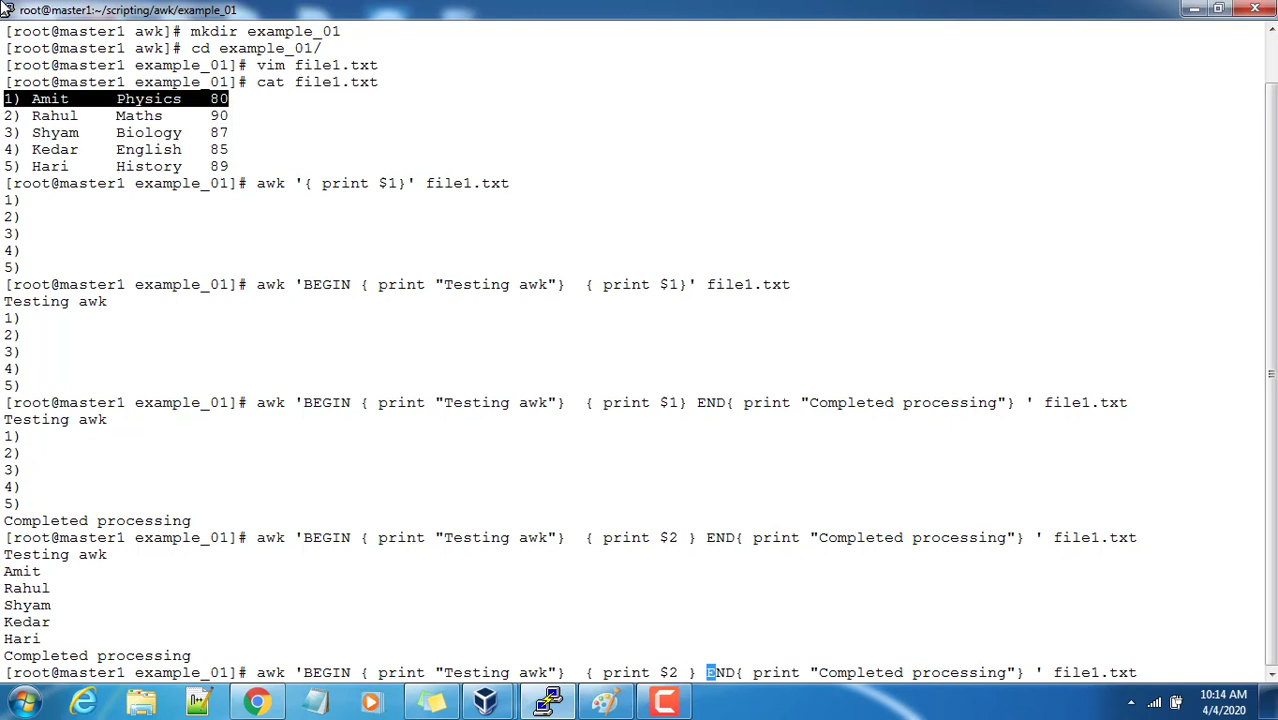 root@master1:~/scripting/awk/example_01
[root@master1 awk]# mkdir example_01
[root@master1 awk]# cd example_01/
[root@master1 example_01]# vim file1.txt
[root@master1 example_01]# cat file1.txt
1) Amit     Physics   80
2) Rahul    Maths     90
3) Shyam    Biology   87
4) Kedar    English   85
5) Hari     History   89
[root@master1 example_01]# awk '{ print $1}' file1.txt
1)
2)
3)
4)
5)
[root@master1 example_01]# awk 'BEGIN { print "Testing awk"}  { print $1}' file1.txt
Testing awk
1)
2)
3)
4)
5)
[root@master1 example_01]# awk 'BEGIN { print "Testing awk"}  { print $1} END{ print "Completed processing"} ' file1.txt
Testing awk
1)
2)
3)
4)
5)
Completed processing
[root@master1 example_01]# awk 'BEGIN { print "Testing awk"}  { print $2 } END{ print "Completed processing"} ' file1.txt
Testing awk
Amit
Rahul
Shyam
Kedar
Hari
Completed processing
[root@master1 example_01]# awk 'BEGIN { print "Testing awk"}  { print $2 } END{ print "Completed processing"} ' file1.txt
10:14 AM
4/4/2020